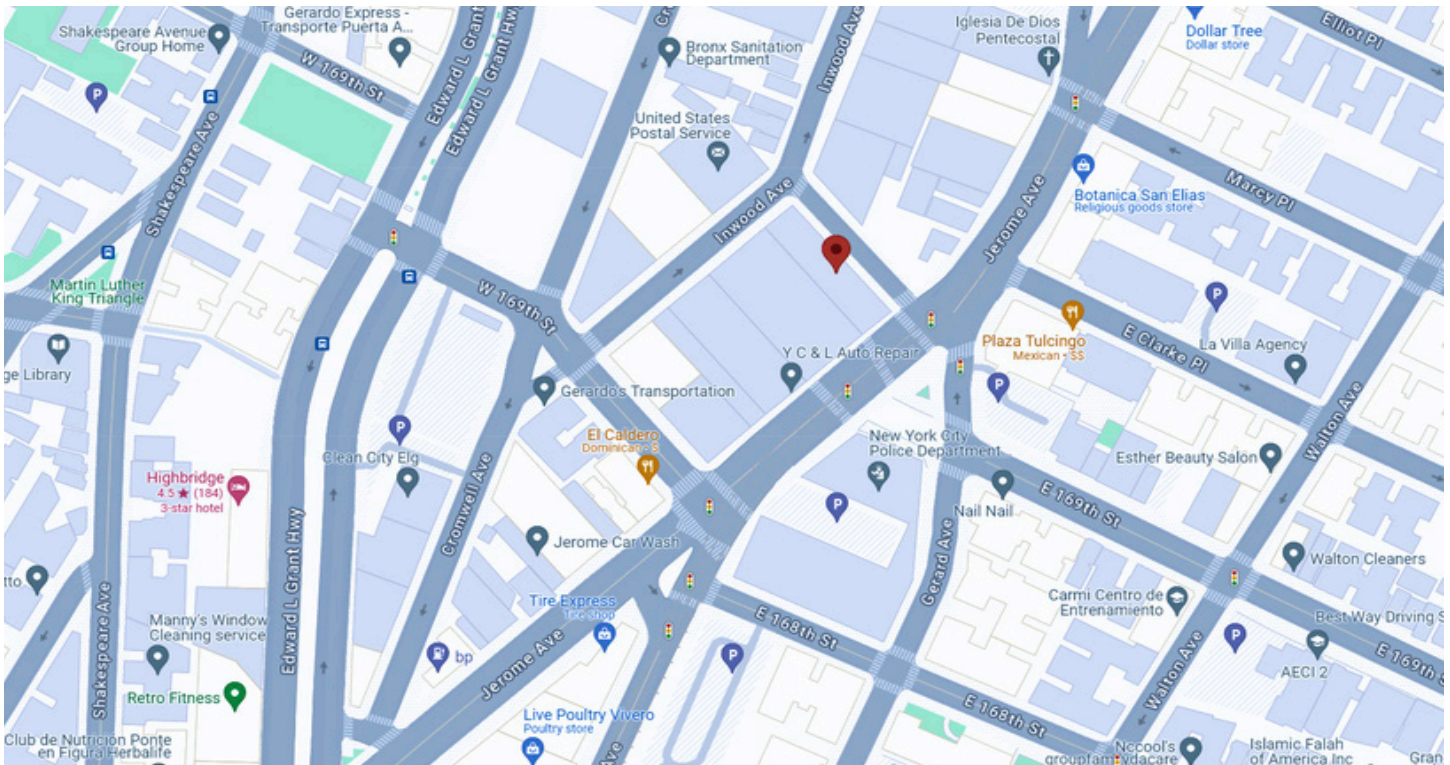 Shakespeare Avenue
Group Home
Gerardo Express -
Transporte Puerta A...
W 169th St
Edward L Grant
Edward L Grant Hwy
Cr
Bronx Sanitation
Department
Inwood Ave
Iglesia De Dios
Pentecostal
Dollar Tree
Dollar store
Elliot Pl
P
Shakespeare Ave
United States
Postal Service
Inwood Ave
Jerome Ave
Botanica San Elias
Religious goods store
Marcy Pl
Martin Luther
King Triangle
W 169th St
P
Plaza Tulcingo
Mexican • $$
E Clarke Pl
La Villa Agency
ge Library
Y C & L Auto Repair
Gerardo's Transportation
P
P
El Caldero
Dominican • $
New York City
Police Department
Walton Ave
Clean City Elg
Esther Beauty Salon
Highbridge
4.5 ★ (184)
3-star hotel
Cromwell Ave
P
Nail Nail
E 169th St
Edward L Grant Hwy
Jerome Car Wash
Gerard Ave
Walton Cleaners
tto
Tire Express
Tire shop
Carmi Centro de
Entrenamiento
Best Way Driving S
Shakespeare Ave
Manny's Window
Cleaning service
E 168th St
P
E 169th S
bp
P
AECI 2
Jerome Ave
Walton Ave
Retro Fitness
E 168th St
Live Poultry Vivero
Poultry store
Club de Nutrición Ponte
en Figura Herbalife
Ave
Nccool's
groupfamilydacare
Islamic Falah
of America Inc
Gran